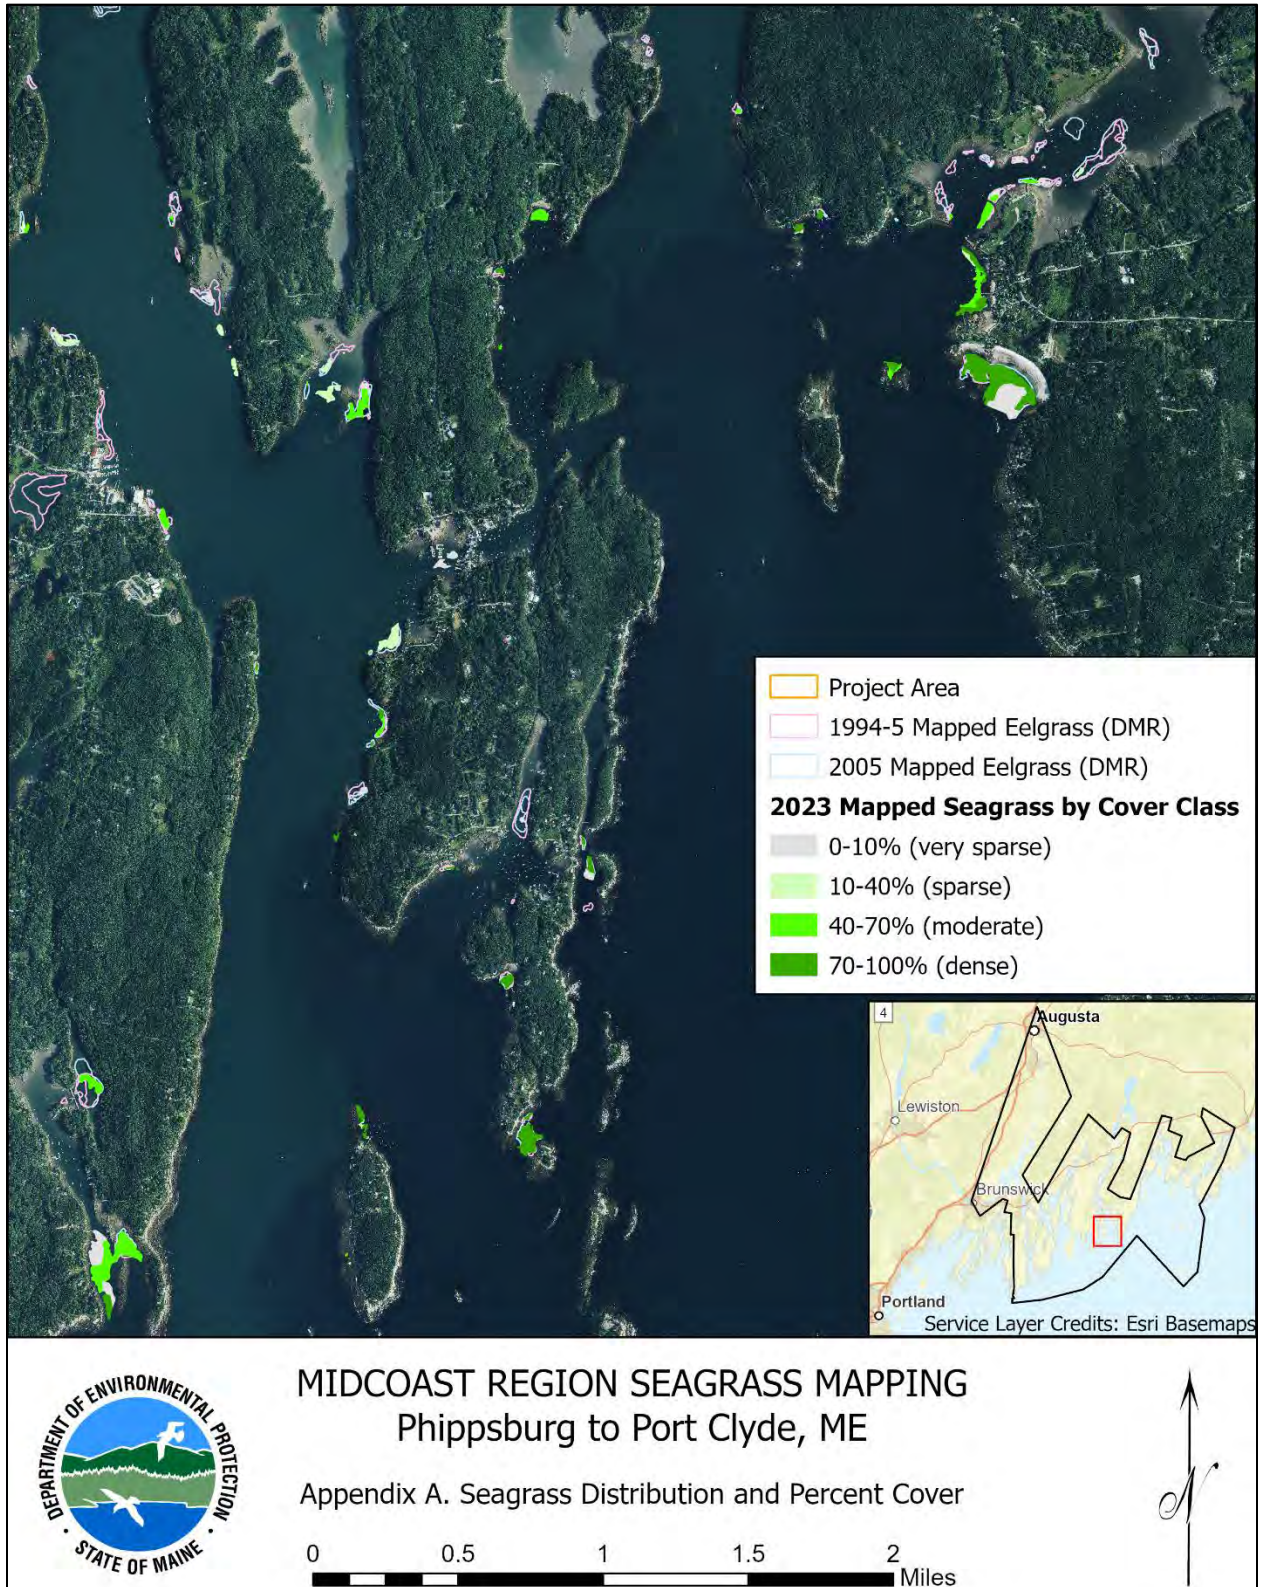 Project Area
1994-5 Mapped Eelgrass (DMR)
2005 Mapped Eelgrass (DMR)
2023 Mapped Seagrass by Cover Class
0-10% (very sparse)
10-40% (sparse)
40-70% (moderate)
70-100% (dense)
4
Augusta
Lewiston
Brunswick
Portland
Service Layer Credits: Esri Basemaps
DEPARTMENT OF ENVIRONMENTAL PROTECTION
STATE OF MAINE
MIDCOAST REGION SEAGRASS MAPPING
Phippsburg to Port Clyde, ME
Appendix A. Seagrass Distribution and Percent Cover
0 0.5 1 1.5 2
Miles
N